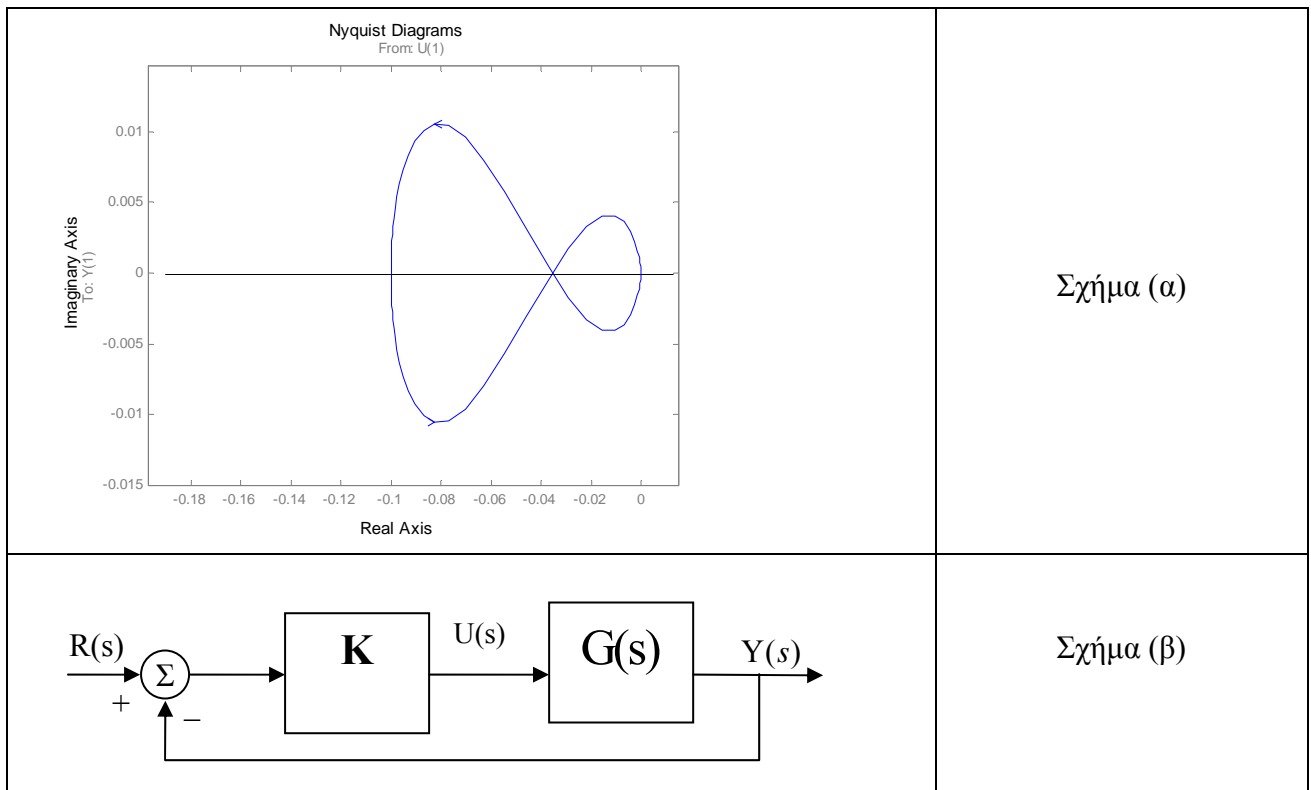 Nyquist Diagrams
From: U(1)
Imaginary Axis
To: Y(1)
0.01
0.005
0
-0.005
-0.01
-0.015
-0.18 -0.16 -0.14 -0.12 -0.1 -0.08 -0.06 -0.04 -0.02 0
Real Axis
Σχήμα (α)
R(s) + Σ − K U(s) G(s) Y(s)
Σχήμα (β)